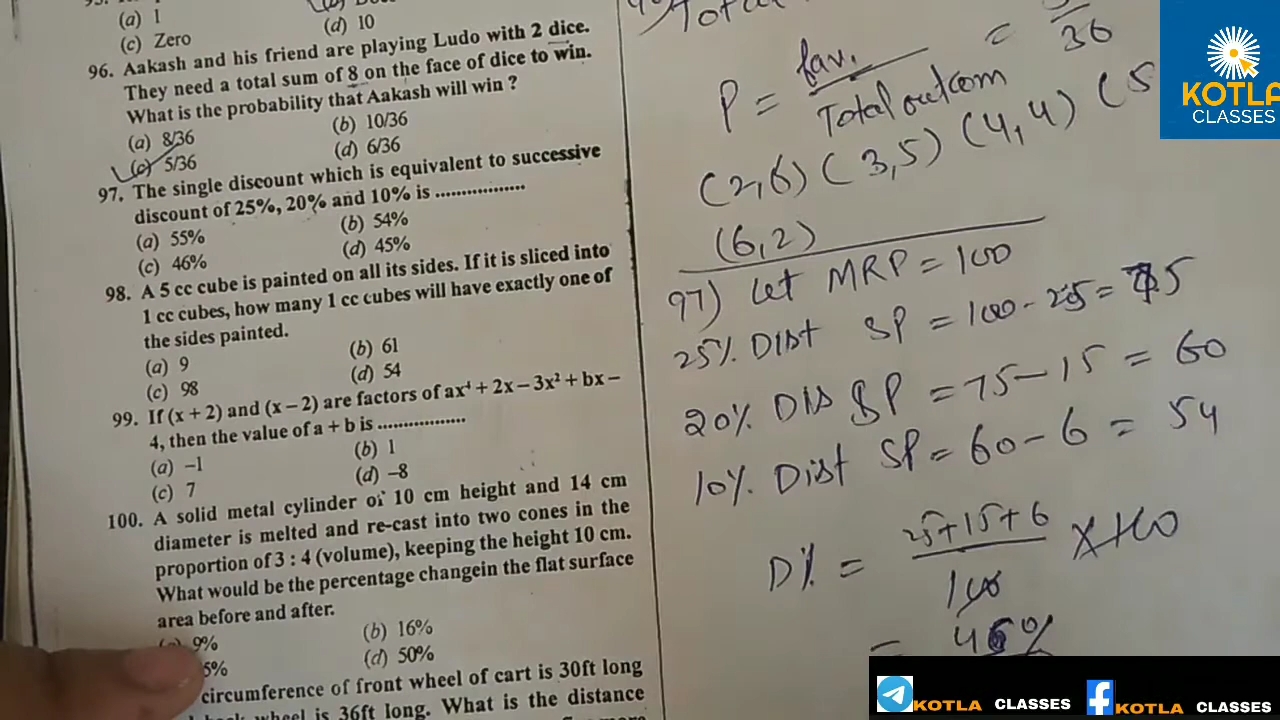 (a) 1
(c) Zero
(d) 10
96. Aakash and his friend are playing Ludo with 2 dice.
They need a total sum of 8 on the face of dice to win.
What is the probability that Aakash will win ?
(a) 8/36
(b) 10/36
(c) 5/36
(d) 6/36
97. The single discount which is equivalent to successive
discount of 25%, 20% and 10% is .................
(a) 55%
(b) 54%
(c) 46%
(d) 45%
98. A 5 cc cube is painted on all its sides. If it is sliced into
1 cc cubes, how many 1 cc cubes will have exactly one of
the sides painted.
(a) 9
(b) 61
(c) 98
(d) 54
99. If (x + 2) and (x – 2) are factors of ax⁴ + 2x – 3x² + bx –
4, then the value of a + b is .................
(a) –1
(b) 1
(c) 7
(d) –8
100. A solid metal cylinder of 10 cm height and 14 cm
diameter is melted and re-cast into two cones in the
proportion of 3 : 4 (volume), keeping the height 10 cm.
What would be the percentage changein the flat surface
area before and after.
9%
(b) 16%
5%
(d) 50%
circumference of front wheel of cart is 30ft long
wheel is 36ft long. What is the distance
Total
P = fav. / Total outcom = /36
(2,6) (3,5) (4,4) (5
(6,2)
97) Let MRP = 100
25% Dist SP = 100 - 25 = 75
20% Dis SP = 75 - 15 = 60
10% Dist SP = 60 - 6 = 54
D% = 25+15+6 / 100 × 100
= 46%
KOTLA
CLASSES
KOTLA CLASSES
KOTLA CLASSES